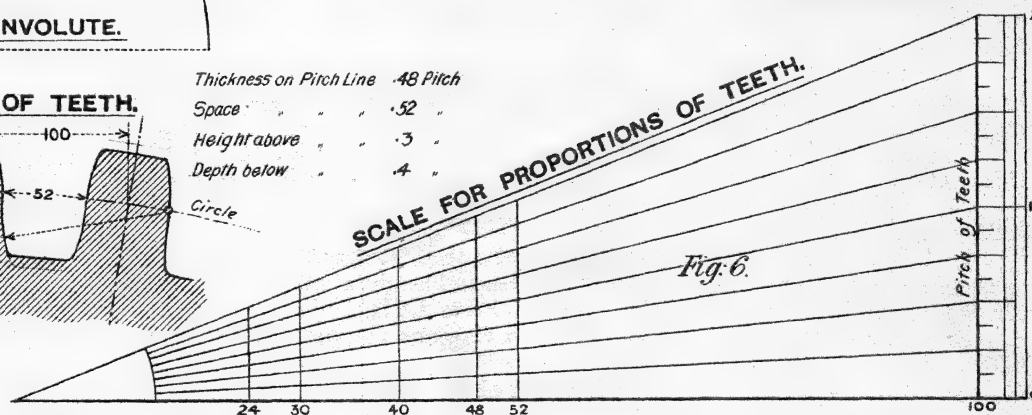 NVOLUTE.
OF TEETH.
100
52
Circle
Thickness on Pitch Line .48 Pitch
Space „ „ „ .52 „
Height above „ „ .3 „
Depth below „ „ .4 „
SCALE FOR PROPORTIONS OF TEETH.
Fig. 6.
Pitch of Teeth
24 30 40 48 52 100